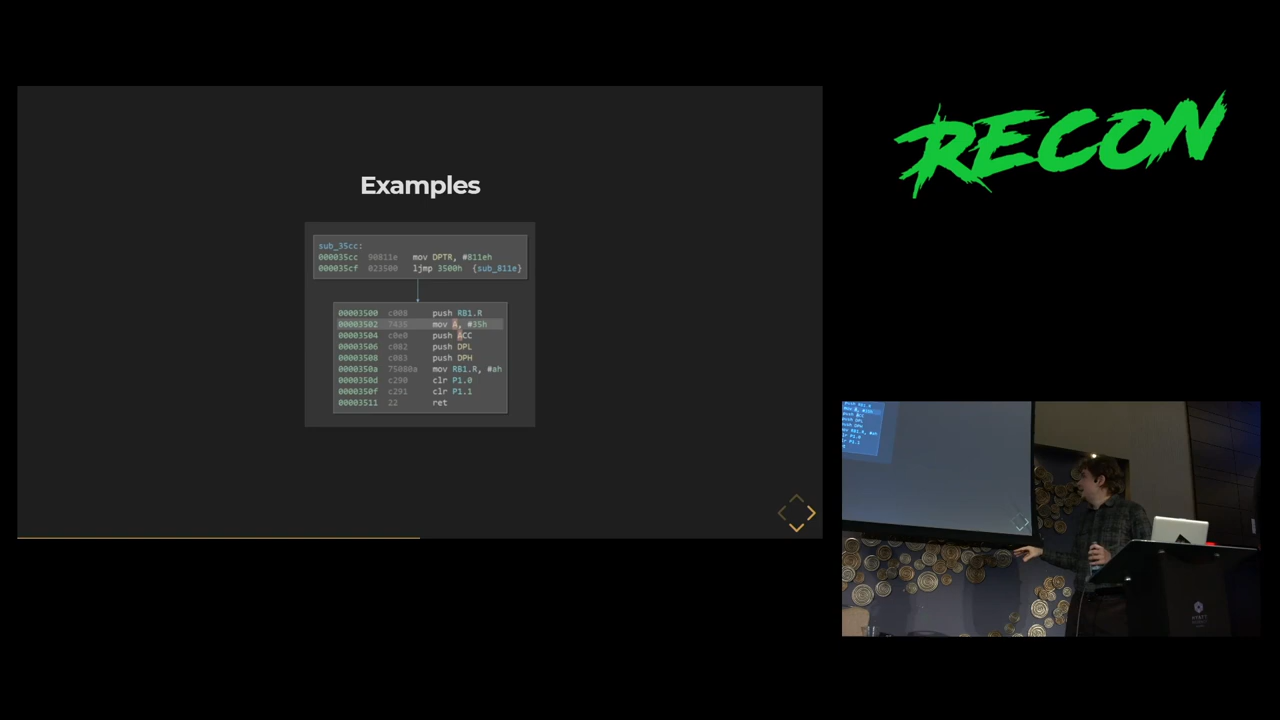 Examples
sub_35cc:
000035cc 90811e mov DPTR, #811eh
000035cf 023500 ljmp 3500h {sub_811e}
00003500 c008 push RB1.R
00003502 7435 mov A, #35h
00003504 c0e0 push ACC
00003506 c082 push DPL
00003508 c083 push DPH
0000350a 75080a mov RB1.R, #ah
0000350d c290 clr P1.0
0000350f c291 clr P1.1
00003511 22 ret
RECON
HYATT